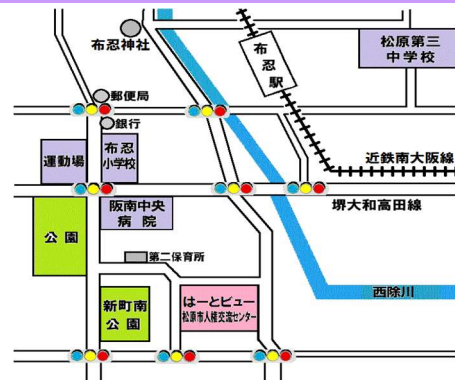 布忍神社
布忍駅
松原第三
中学校
郵便局
銀行
運動場
布忍
小学校
近鉄南大阪線
阪南中央
病院
堺大和高田線
公園
第二保育所
西除川
新町南
公園
はーとビュー
松原市人権交流センター